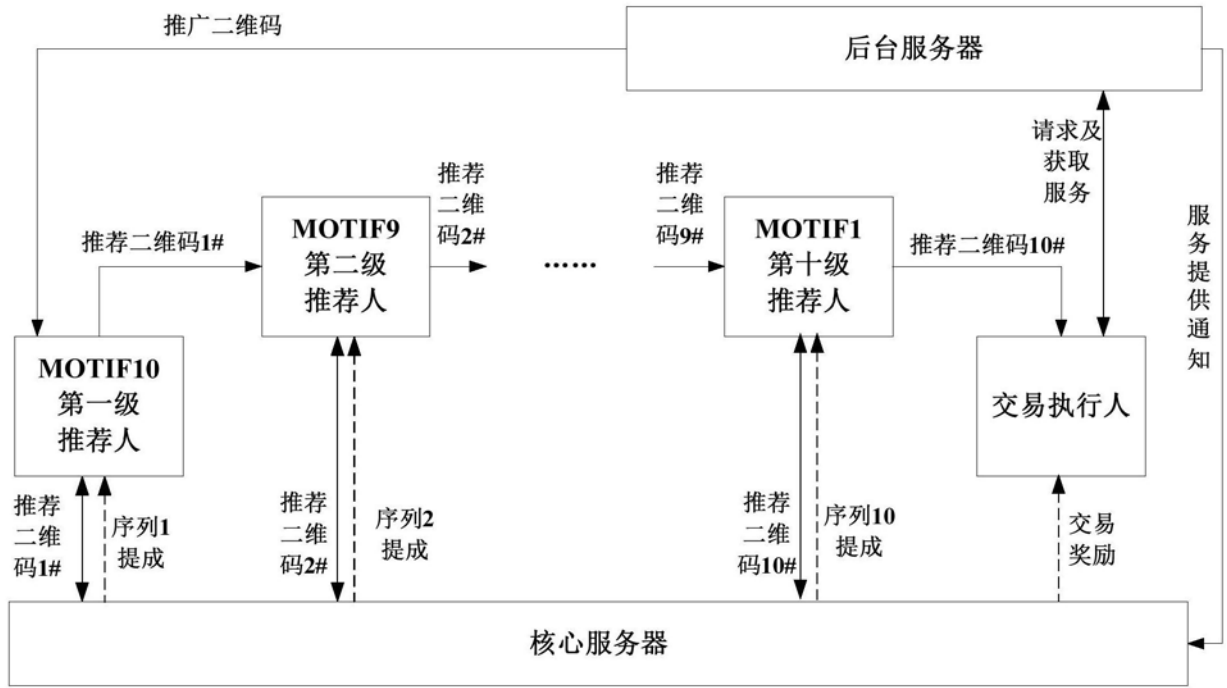 推广二维码
后台服务器
请求及
获取
服务
服
务
提
供
通
知
推荐
二维
码2#
推荐
二维
码9#
MOTIF9
第二级
推荐人
MOTIF1
第十级
推荐人
推荐二维码1#
......
推荐二维码10#
MOTIF10
第一级
推荐人
交易执行人
推荐
二维
码1#
序列1
提成
推荐
二维
码2#
序列2
提成
推荐
二维
码10#
序列10
提成
交易
奖励
核心服务器